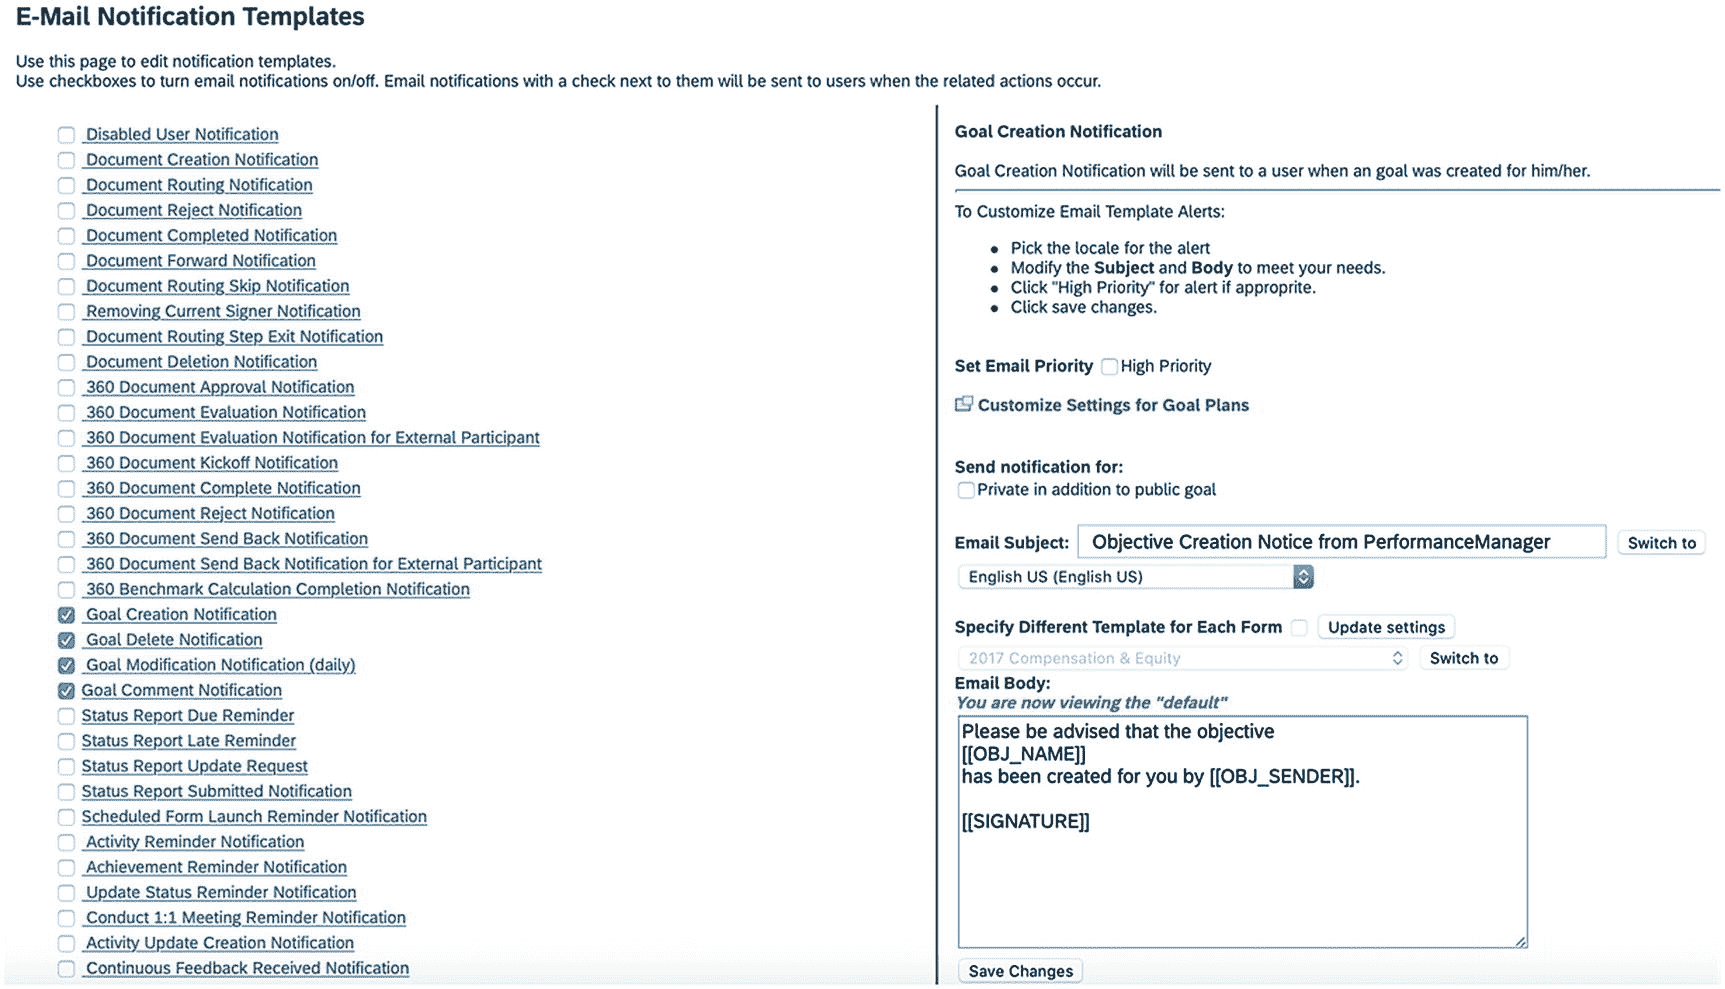 E-Mail Notification Templates
Use this page to edit notification templates.
Use checkboxes to turn email notifications on/off. Email notifications with a check next to them will be sent to users when the related actions occur.
Disabled User Notification
Document Creation Notification
Document Routing Notification
Document Reject Notification
Document Completed Notification
Document Forward Notification
Document Routing Skip Notification
Removing Current Signer Notification
Document Routing Step Exit Notification
Document Deletion Notification
360 Document Approval Notification
360 Document Evaluation Notification
360 Document Evaluation Notification for External Participant
360 Document Kickoff Notification
360 Document Complete Notification
360 Document Reject Notification
360 Document Send Back Notification
360 Document Send Back Notification for External Participant
360 Benchmark Calculation Completion Notification
Goal Creation Notification
Goal Delete Notification
Goal Modification Notification (daily)
Goal Comment Notification
Status Report Due Reminder
Status Report Late Reminder
Status Report Update Request
Status Report Submitted Notification
Scheduled Form Launch Reminder Notification
Activity Reminder Notification
Achievement Reminder Notification
Update Status Reminder Notification
Conduct 1:1 Meeting Reminder Notification
Activity Update Creation Notification
Continuous Feedback Received Notification
Goal Creation Notification
Goal Creation Notification will be sent to a user when an goal was created for him/her.
To Customize Email Template Alerts:
• Pick the locale for the alert
• Modify the Subject and Body to meet your needs.
• Click "High Priority" for alert if approprite.
• Click save changes.
Set Email Priority High Priority
Customize Settings for Goal Plans
Send notification for:
Private in addition to public goal
Email Subject: Objective Creation Notice from PerformanceManager Switch to
English US (English US)
Specify Different Template for Each Form Update settings
2017 Compensation & Equity Switch to
Email Body:
You are now viewing the "default"
Please be advised that the objective
[[OBJ_NAME]]
has been created for you by [[OBJ_SENDER]].
[[SIGNATURE]]
Save Changes